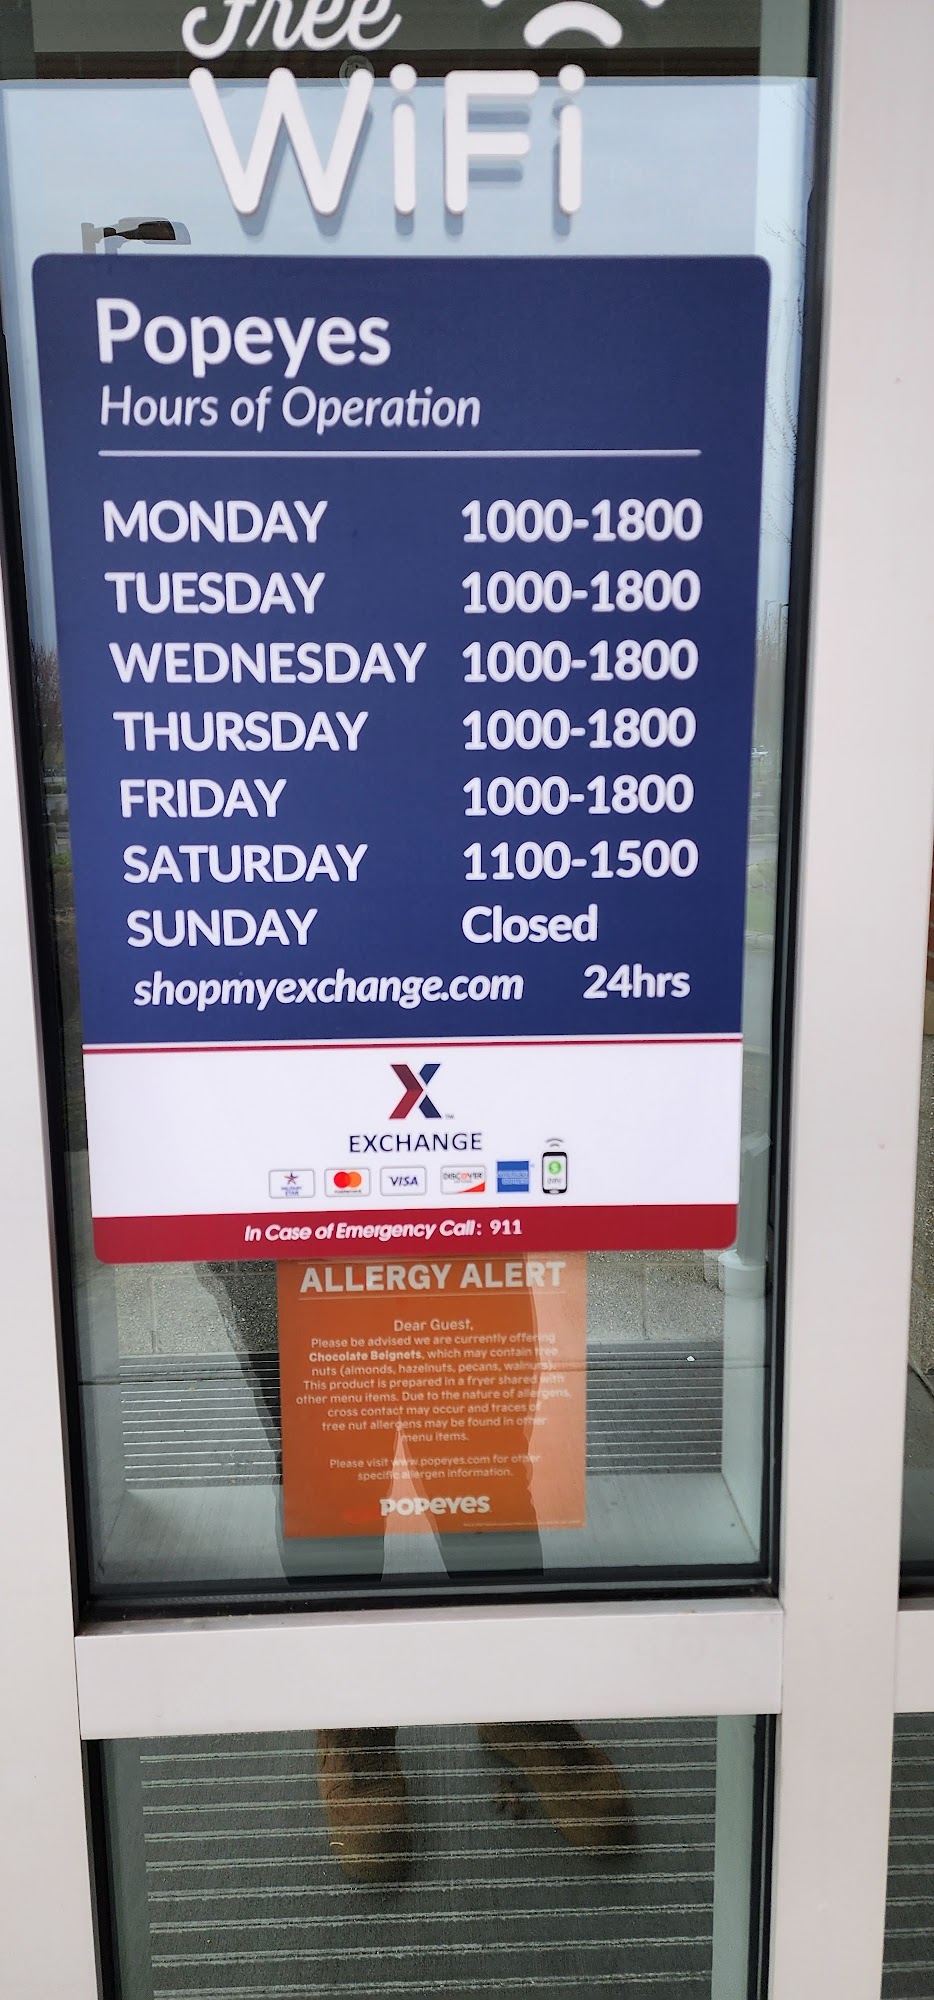 Free
WiFi
Popeyes
Hours of Operation
MONDAY 1000-1800
TUESDAY 1000-1800
WEDNESDAY 1000-1800
THURSDAY 1000-1800
FRIDAY 1000-1800
SATURDAY 1100-1500
SUNDAY Closed
shopmyexchange.com 24hrs
X
EXCHANGE
MILITARY STAR VISA DISCOVER
In Case of Emergency Call: 911
ALLERGY ALERT
Dear Guest,
Please be advised we are currently offering
Chocolate Beignets, which may contain tree
nuts (almonds, hazelnuts, pecans, walnuts).
This product is prepared in a fryer shared with
other menu items. Due to the nature of allergens,
cross contact may occur and traces of
tree nut allergens may be found in other
menu items.
Please visit www.popeyes.com for other
specific allergen information.
POPEYES